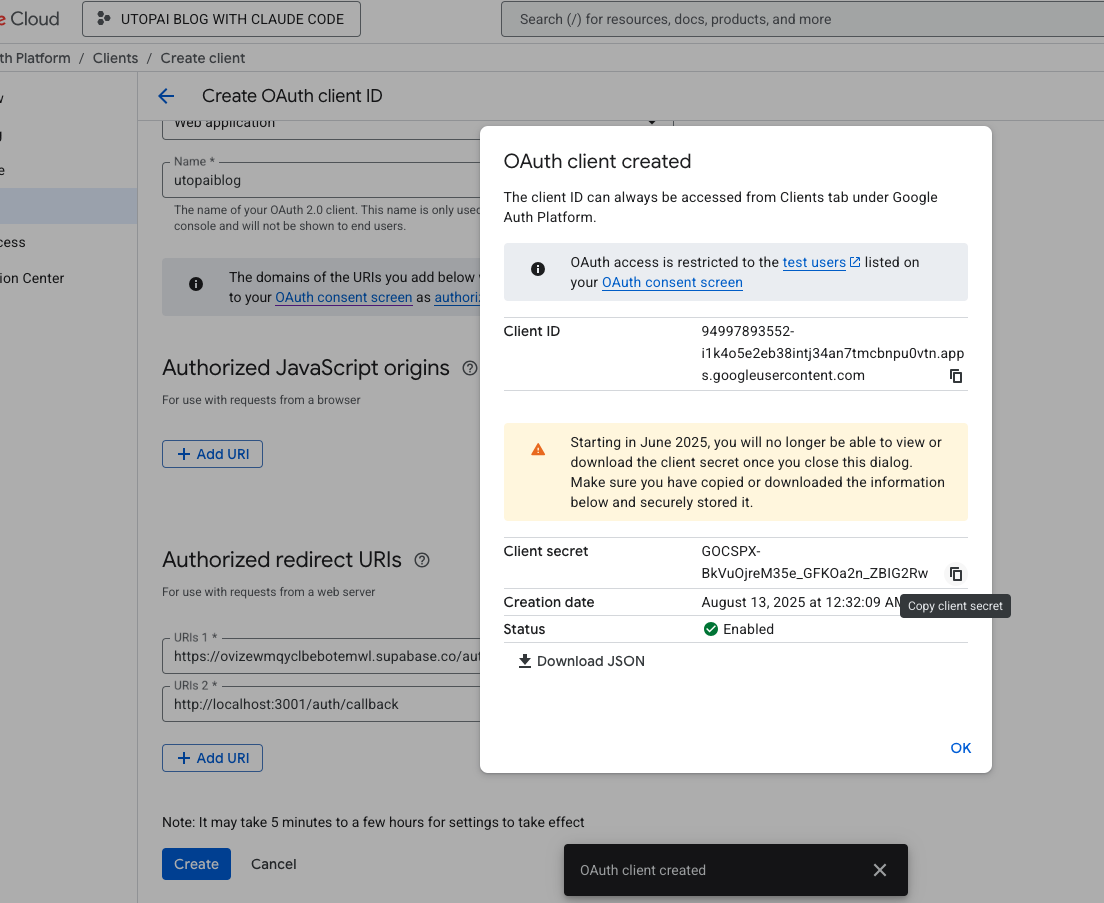 Cloud
UTOPAI BLOG WITH CLAUDE CODE
Search (/) for resources, docs, products, and more
th Platform / Clients / Create client
Create OAuth client ID
Web application
Name *
utopaiblog
The name of your OAuth 2.0 client. This name is only used
console and will not be shown to end users.
cess
ion Center
The domains of the URIs you add below
to your OAuth consent screen as authori
Authorized JavaScript origins
For use with requests from a browser
+ Add URI
Authorized redirect URIs
For use with requests from a web server
URIs 1 *
https://ovizewmqyclbebotemwl.supabase.co/aut
URIs 2 *
http://localhost:3001/auth/callback
+ Add URI
Note: It may take 5 minutes to a few hours for settings to take effect
Create Cancel
OAuth client created
The client ID can always be accessed from Clients tab under Google
Auth Platform.
OAuth access is restricted to the test users listed on
your OAuth consent screen
Client ID
94997893552-
i1k4o5e2eb38intj34an7tmcbnpu0vtn.app
s.googleusercontent.com
Starting in June 2025, you will no longer be able to view or
download the client secret once you close this dialog.
Make sure you have copied or downloaded the information
below and securely stored it.
Client secret
GOCSPX-
BkVuOjreM35e_GFKOa2n_ZBIG2Rw
Copy client secret
Creation date August 13, 2025 at 12:32:09 AM
Status Enabled
Download JSON
OK
OAuth client created